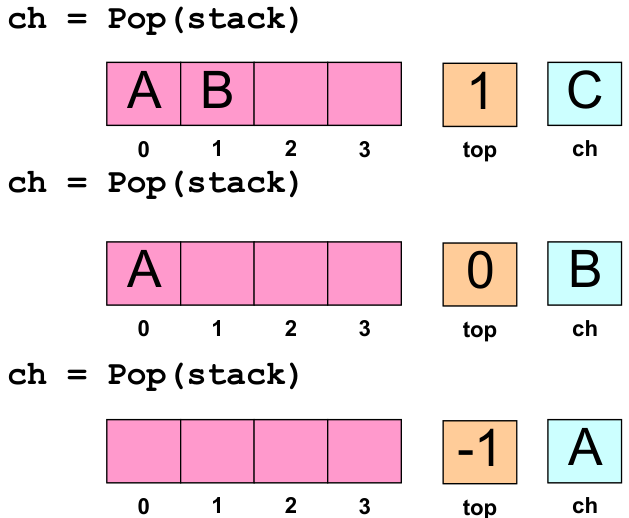 ch = Pop(stack)
A B 1 C
0 1 2 3 top ch
ch = Pop(stack)
A 0 B
0 1 2 3 top ch
ch = Pop(stack)
-1 A
0 1 2 3 top ch